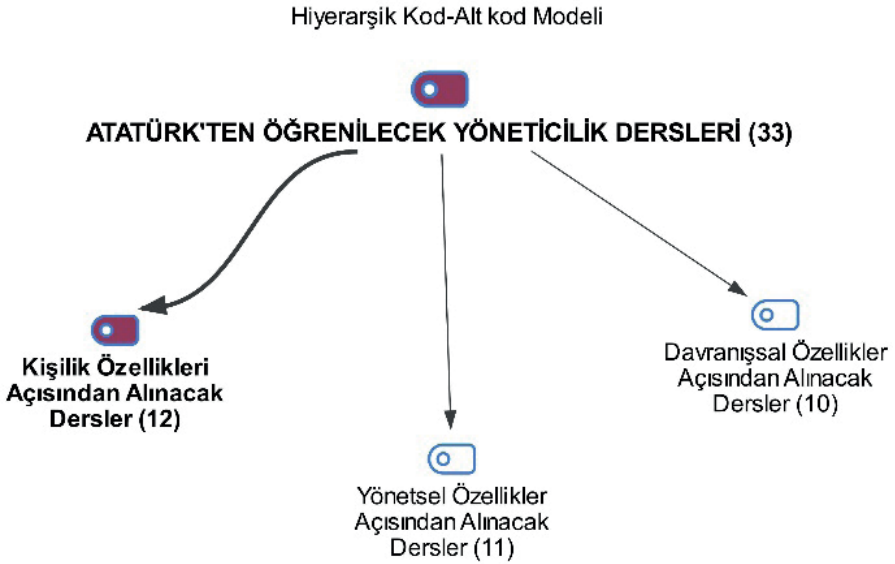 Hiyerarşik Kod-Alt kod Modeli
ATATÜRK'TEN ÖĞRENİLECEK YÖNETİCİLİK DERSLERİ (33)
Kişilik Özellikleri
Açısından Alınacak
Dersler (12)
Yönetsel Özellikler
Açısından Alınacak
Dersler (11)
Davranışsal Özellikler
Açısından Alınacak
Dersler (10)